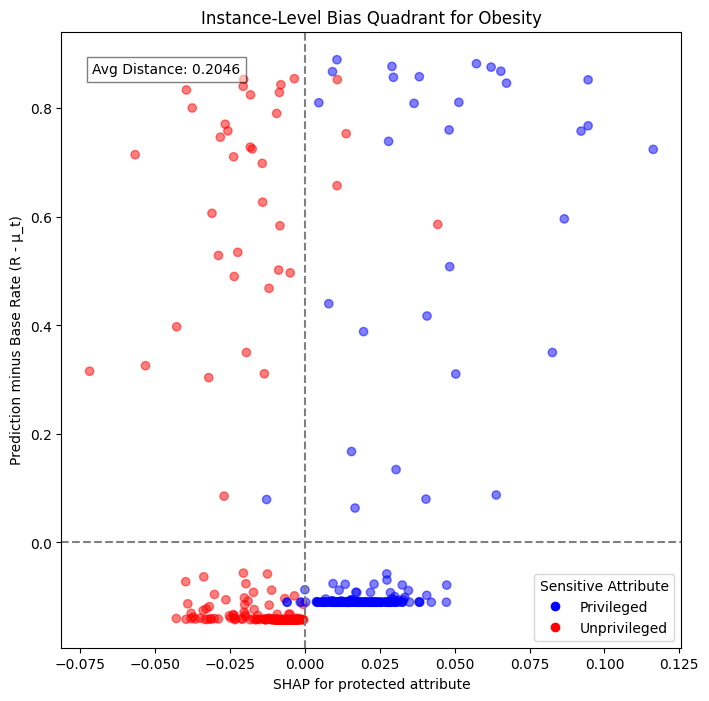 Instance-Level Bias Quadrant for Obesity
Avg Distance: 0.2046
Prediction minus Base Rate (R - μ_t)
0.8
0.6
0.4
0.2
0.0
Sensitive Attribute
Privileged
Unprivileged
-0.075 -0.050 -0.025 0.000 0.025 0.050 0.075 0.100 0.125
SHAP for protected attribute